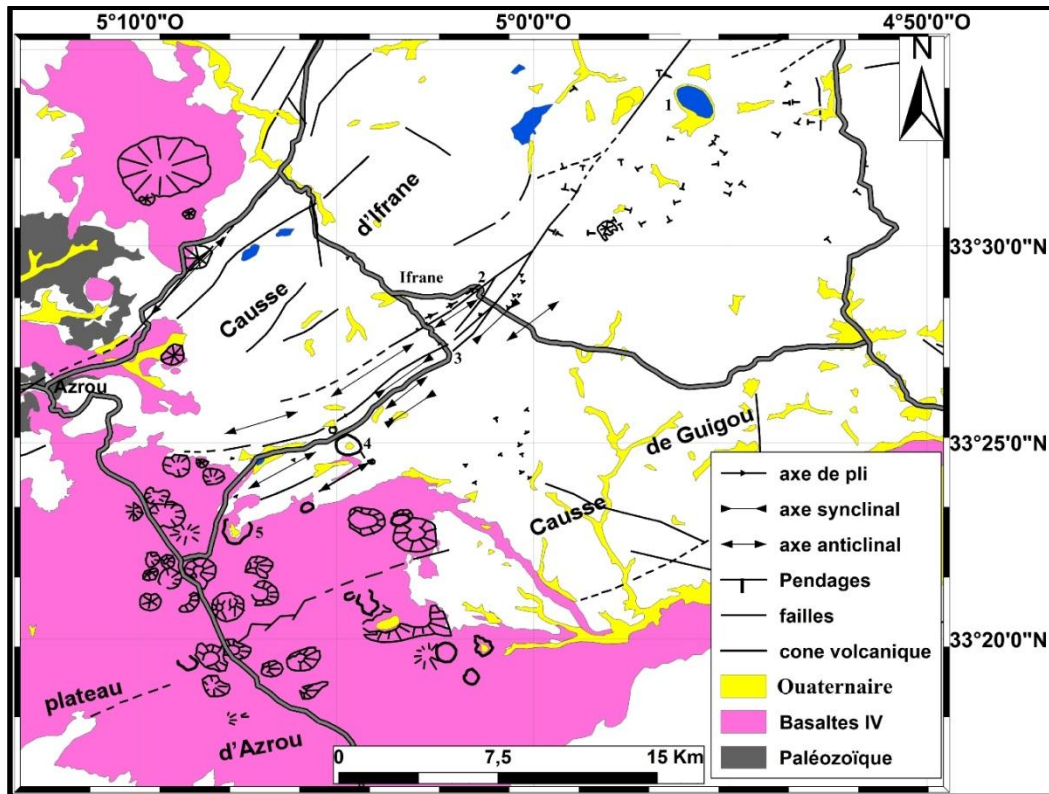 5°10'0"O 5°0'0"O 4°50'0"O
N
1
d'Ifrane
33°30'0"N
Ifrane 2
Causse
3
Azrou
4
33°25'0"N
de Guigou
Causse
5
axe de pli
axe synclinal
axe anticlinal
Pendages
failles
cone volcanique
Ouaternaire
Basaltes IV
Paléozoïque
33°20'0"N
plateau
d'Azrou
0 7,5 15 Km